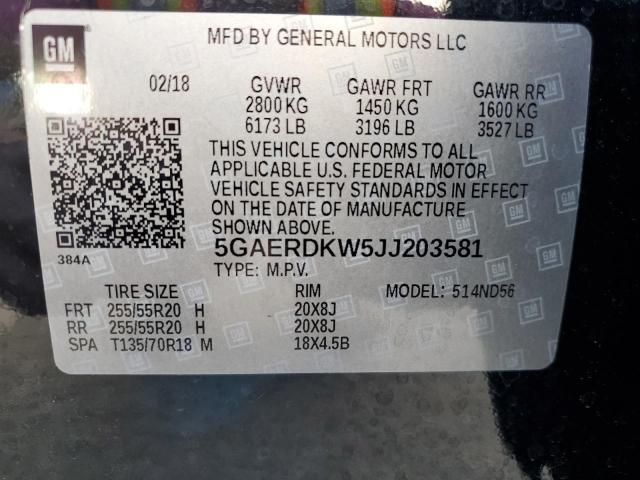 GM
MFD BY GENERAL MOTORS LLC
02/18 GVWR GAWR FRT GAWR RR
2800 KG 1450 KG 1600 KG
6173 LB 3196 LB 3527 LB
THIS VEHICLE CONFORMS TO ALL
APPLICABLE U.S. FEDERAL MOTOR
VEHICLE SAFETY STANDARDS IN EFFECT
ON THE DATE OF MANUFACTURE
SHOWN ABOVE.
384A
5GAERDKW5JJ203581
TYPE: M.P.V.
TIRE SIZE RIM MODEL: 514ND56
FRT 255/55R20 H 20X8J
RR 255/55R20 H 20X8J
SPA T135/70R18 M 18X4.5B